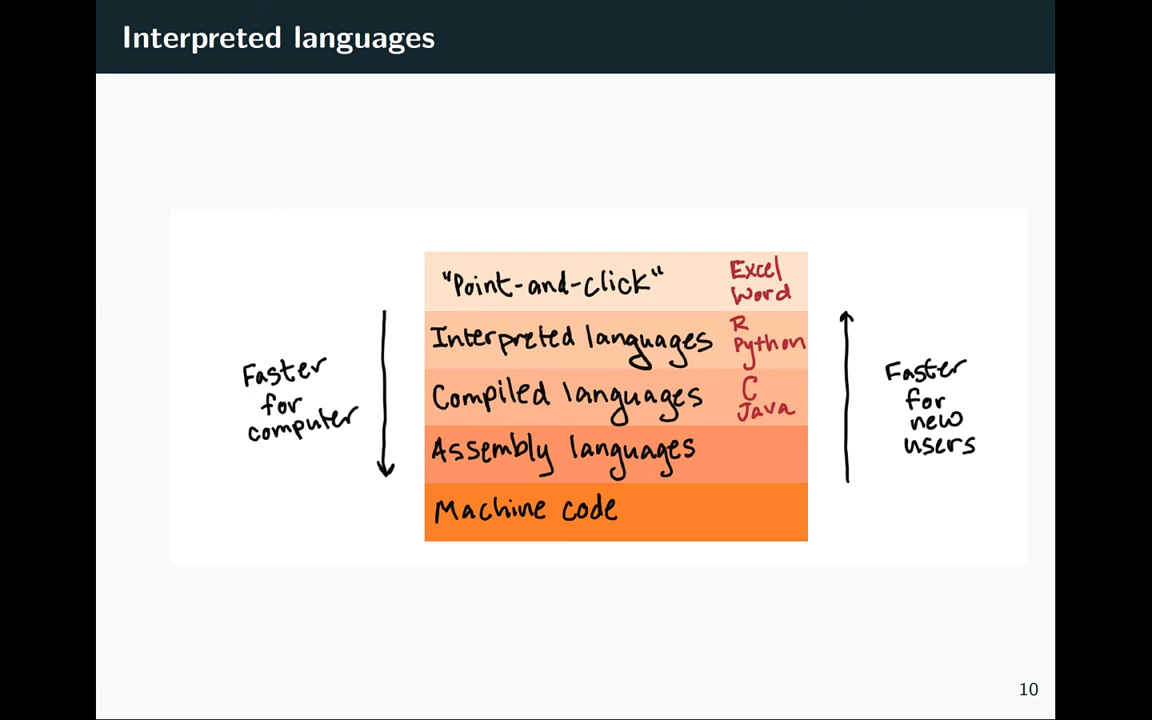 Interpreted languages
"Point-and-click"
Excel
Word
Interpreted languages
R
Python
Compiled languages
C
Java
Assembly languages
Machine code
Faster
for
computer
Faster
for
new
users
10